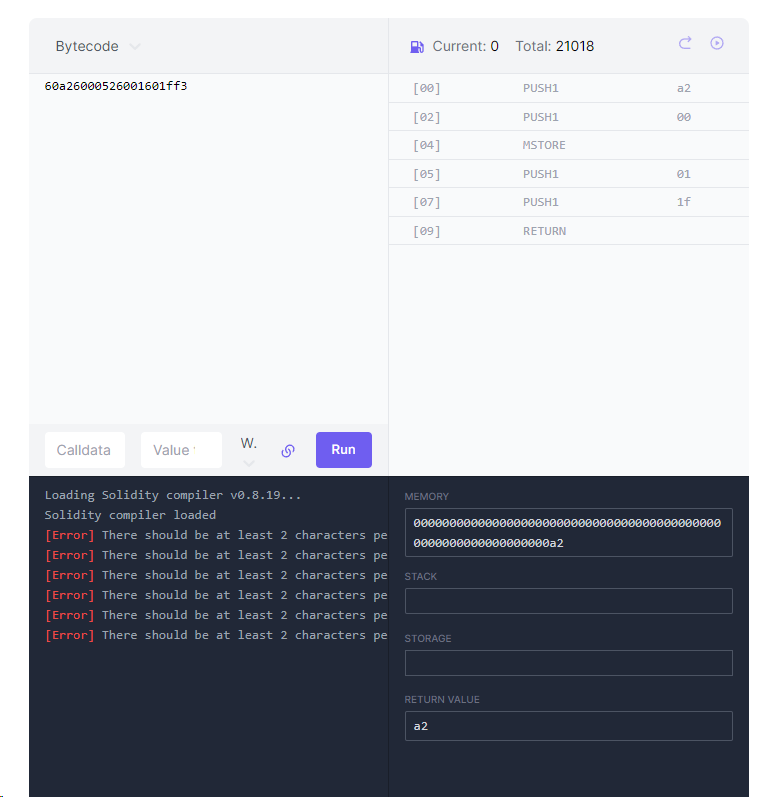 Bytecode
Current: 0 Total: 21018
60a26000526001601ff3
[00] PUSH1 a2
[02] PUSH1 00
[04] MSTORE
[05] PUSH1 01
[07] PUSH1 1f
[09] RETURN
Calldata
Value
W.
Run
Loading Solidity compiler v0.8.19...
Solidity compiler loaded
[Error] There should be at least 2 characters pe
[Error] There should be at least 2 characters pe
[Error] There should be at least 2 characters pe
[Error] There should be at least 2 characters pe
[Error] There should be at least 2 characters pe
[Error] There should be at least 2 characters pe
MEMORY
0000000000000000000000000000000000000000000
0000000000000000000a2
STACK
STORAGE
RETURN VALUE
a2